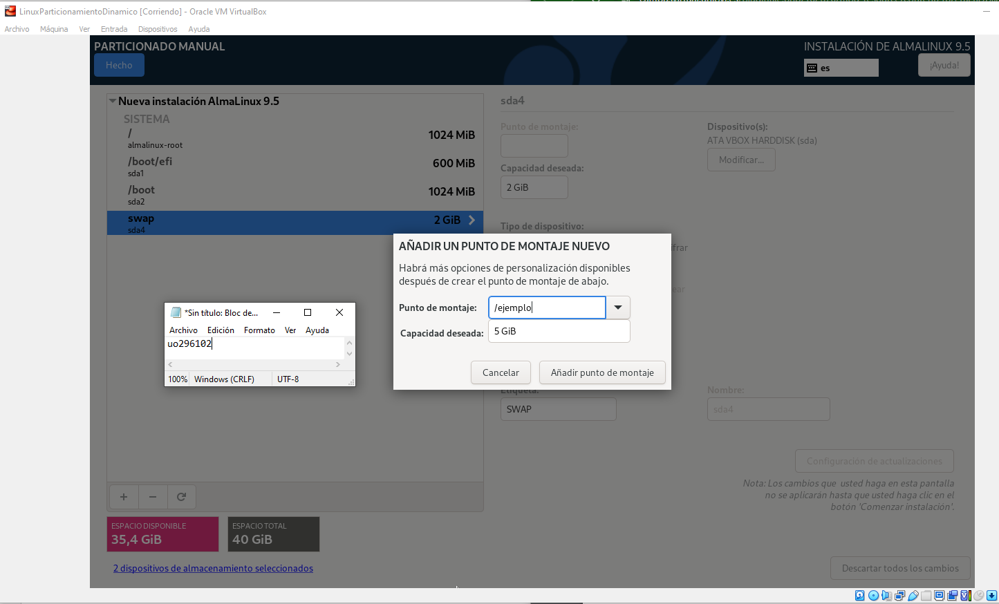 LinuxParticionamientoDinamico [Corriendo] - Oracle VM VirtualBox
Archivo Máquina Ver Entrada Dispositivos Ayuda
PARTICIONADO MANUAL
INSTALACIÓN DE ALMALINUX 9.5
Hecho
es
¡Ayuda!
Nueva instalación AlmaLinux 9.5
SISTEMA
/ 1024 MiB
almalinux-root
/boot/efi 600 MiB
sda1
/boot 1024 MiB
sda2
swap 2 GiB
sda4
sda4
Punto de montaje:
Dispositivo(s):
ATA VBOX HARDDISK (sda)
Modificar...
Capacidad deseada:
2 GiB
Tipo de dispositivo:
AÑADIR UN PUNTO DE MONTAJE NUEVO
Habrá más opciones de personalización disponibles
después de crear el punto de montaje de abajo.
Punto de montaje: /ejemplo
Capacidad deseada: 5 GiB
Cancelar
Añadir punto de montaje
*Sin título: Bloc de...
Archivo Edición Formato Ver Ayuda
uo296102
100% Windows (CRLF) UTF-8
Etiqueta:
SWAP
Nombre:
sda4
Configuración de actualizaciones
Nota: Los cambios que usted haga en esta pantalla
no se aplicarán hasta que usted haga clic en el
botón 'Comenzar instalación'.
ESPACIO DISPONIBLE
35,4 GiB
ESPACIO TOTAL
40 GiB
2 dispositivos de almacenamiento seleccionados
Descartar todos los cambios